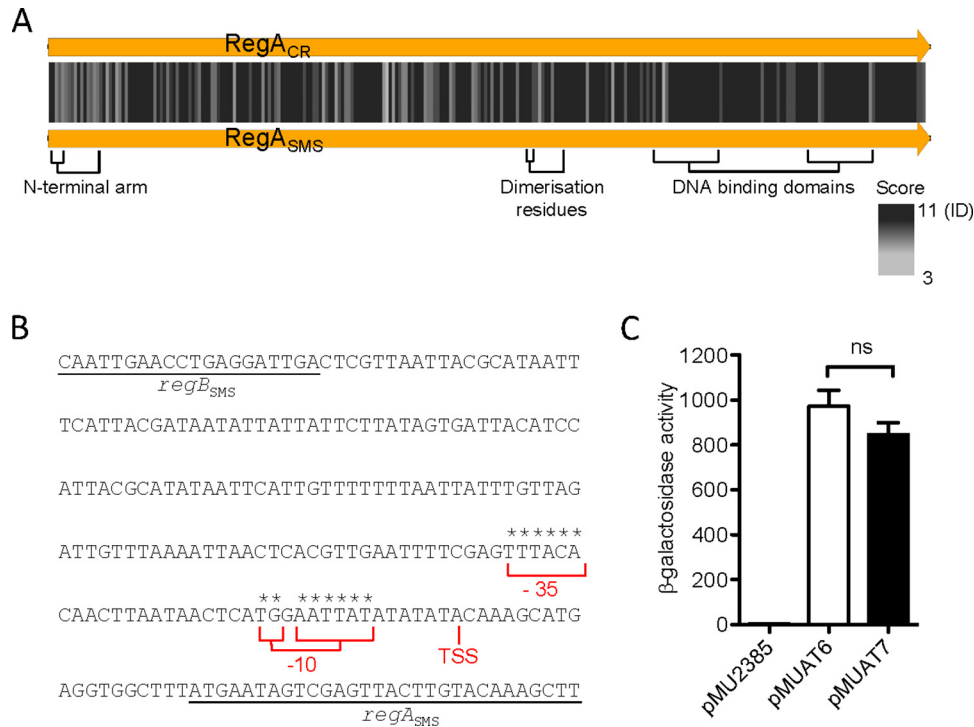 A
RegA_CR
RegA_SMS
N-terminal arm
Dimerisation
residues
DNA binding domains
Score
11 (ID)
3
B
CAATTGAACCTGAGGATTGACTCGTTAATTACGCATAATT
regB_SMS
TCATTACGATAATATTATTATTCTTATAGTGATTACATCC
ATTACGCATATAATTCATTGTTTTTTTAATTATTTGTTAG
ATTGTTTAAAATTAACTCACGTTGAATTTTCGAGTTTACA
******
- 35
CAACTTAATAACTCATGGAATTATATATATACAAAGCATG
** ******
-10
TSS
AGGTGGCTTTATGAATAGTCGAGTTACTTGTACAAAGCTT
regA_SMS
C
β-galactosidase activity
1200
1000
800
600
400
200
0
ns
pMU2385
pMUAT6
pMUAT7